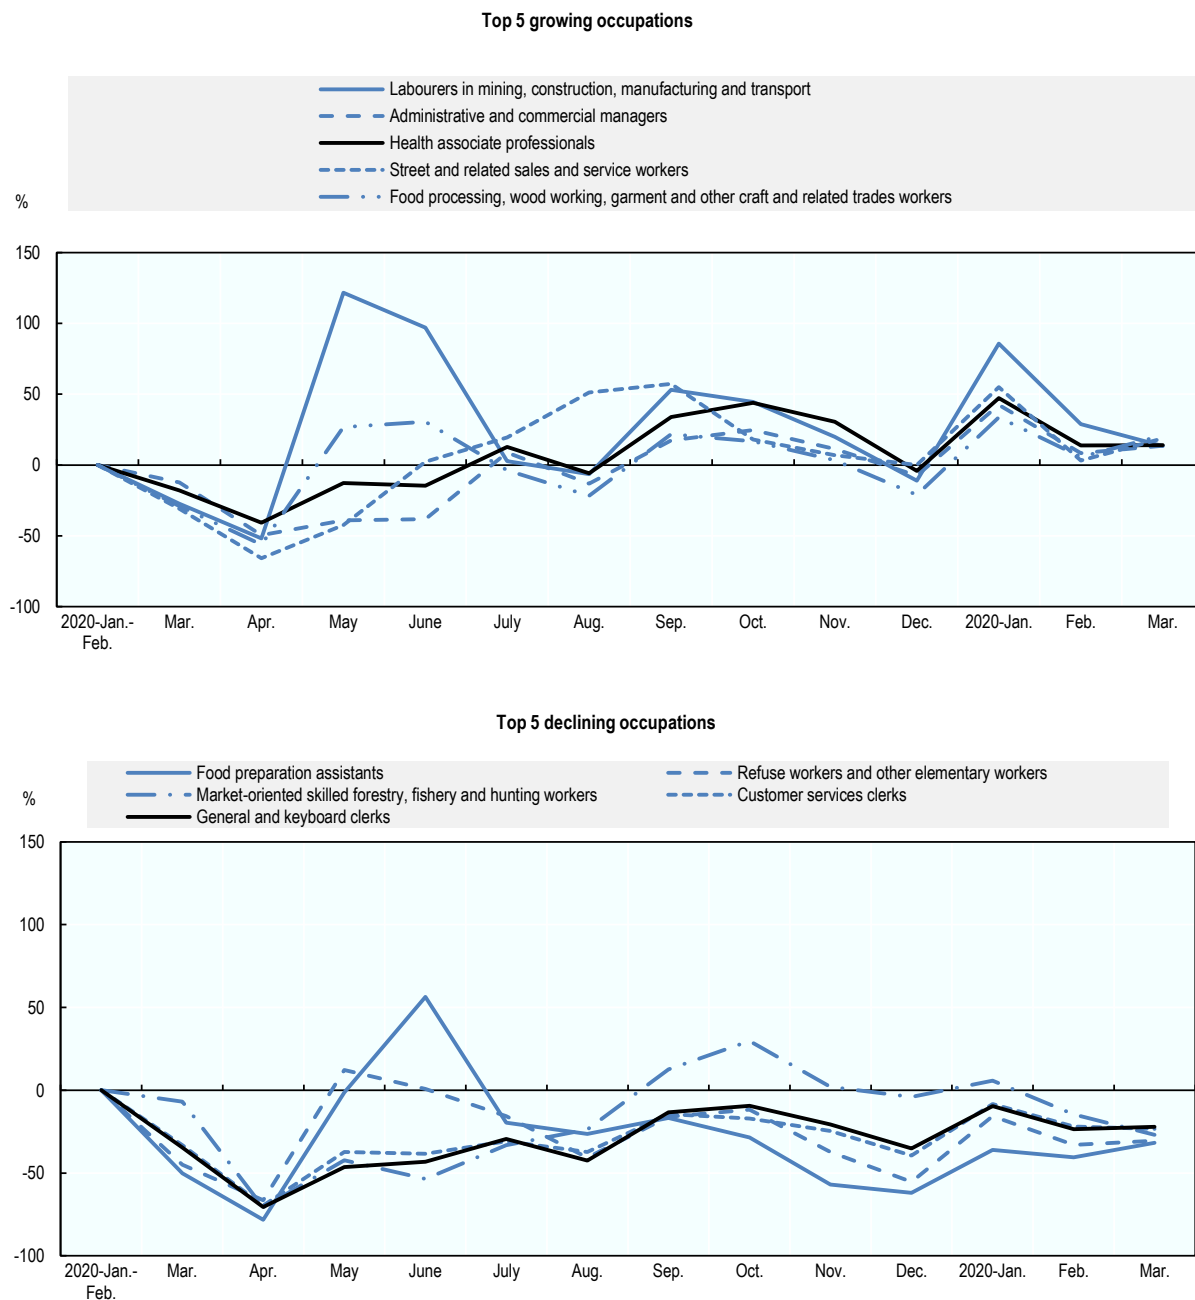 Top 5 growing occupations
Labourers in mining, construction, manufacturing and transport
Administrative and commercial managers
Health associate professionals
Street and related sales and service workers
Food processing, wood working, garment and other craft and related trades workers
%
150
100
50
0
-50
-100
2020-Jan.-
Feb.
Mar.
Apr.
May
June
July
Aug.
Sep.
Oct.
Nov.
Dec.
2020-Jan.
Feb.
Mar.
Top 5 declining occupations
Food preparation assistants
Refuse workers and other elementary workers
Market-oriented skilled forestry, fishery and hunting workers
Customer services clerks
General and keyboard clerks
%
150
100
50
0
-50
-100
2020-Jan.-
Feb.
Mar.
Apr.
May
June
July
Aug.
Sep.
Oct.
Nov.
Dec.
2020-Jan.
Feb.
Mar.